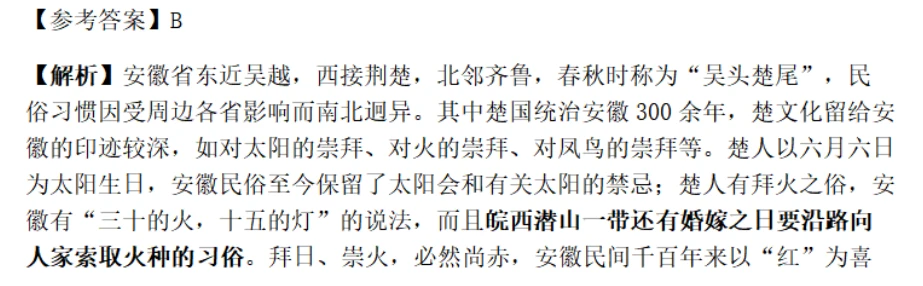 【参考答案】B
【解析】安徽省东近吴越，西接荆楚，北邻齐鲁，春秋时称为“吴头楚尾”，民
俗习惯因受周边各省影响而南北迥异。其中楚国统治安徽 300 余年，楚文化留给安
徽的印迹较深，如对太阳的崇拜、对火的崇拜、对凤鸟的崇拜等。楚人以六月六日
为太阳生日，安徽民俗至今保留了太阳会和有关太阳的禁忌；楚人有拜火之俗，安
徽有“三十的火，十五的灯”的说法，而且皖西潜山一带还有婚嫁之日要沿路向
人家索取火种的习俗。拜日、崇火，必然尚赤，安徽民间千百年来以“红”为喜